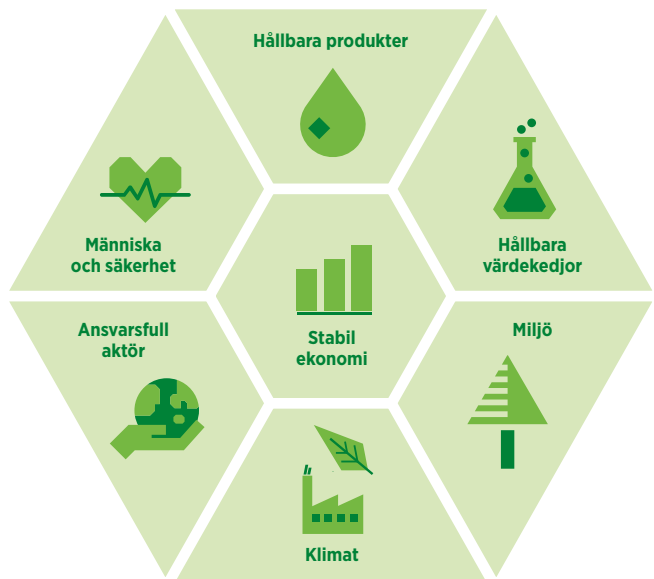 Hållbara produkter
Människa
och säkerhet
Hållbara
värdekedjor
Stabil
ekonomi
Ansvarsfull
aktör
Miljö
Klimat